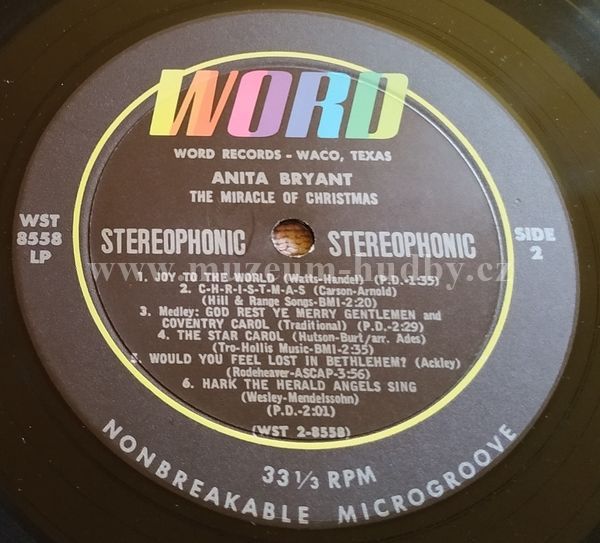 WORD
WORD RECORDS - WACO, TEXAS
ANITA BRYANT
THE MIRACLE OF CHRISTMAS
WST
8558
LP
STEREOPHONIC STEREOPHONIC
SIDE
2
www.muzeum-hudby.cz
1. JOY TO THE WORLD (Watts-Handel) (P.D.-1:35)
2. C-H-R-I-S-T-M-A-S (Carson-Arnold)
(Hill & Range Songs-BMI-2:20)
3. Medley: GOD REST YE MERRY GENTLEMEN and
COVENTRY CAROL (Traditional) (P.D.-2:29)
4. THE STAR CAROL (Hutson-Burt/arr. Ades)
(Tro-Hollis Music-BMI-2:35)
5. WOULD YOU FEEL LOST IN BETHLEHEM? (Ackley)
(Rodeheaver-ASCAP-3:56)
6. HARK THE HERALD ANGELS SING
(Wesley-Mendelssohn)
(P.D.-2:01)
(WST 2-8558)
33 1/3 RPM
NONBREAKABLE MICROGROOVE